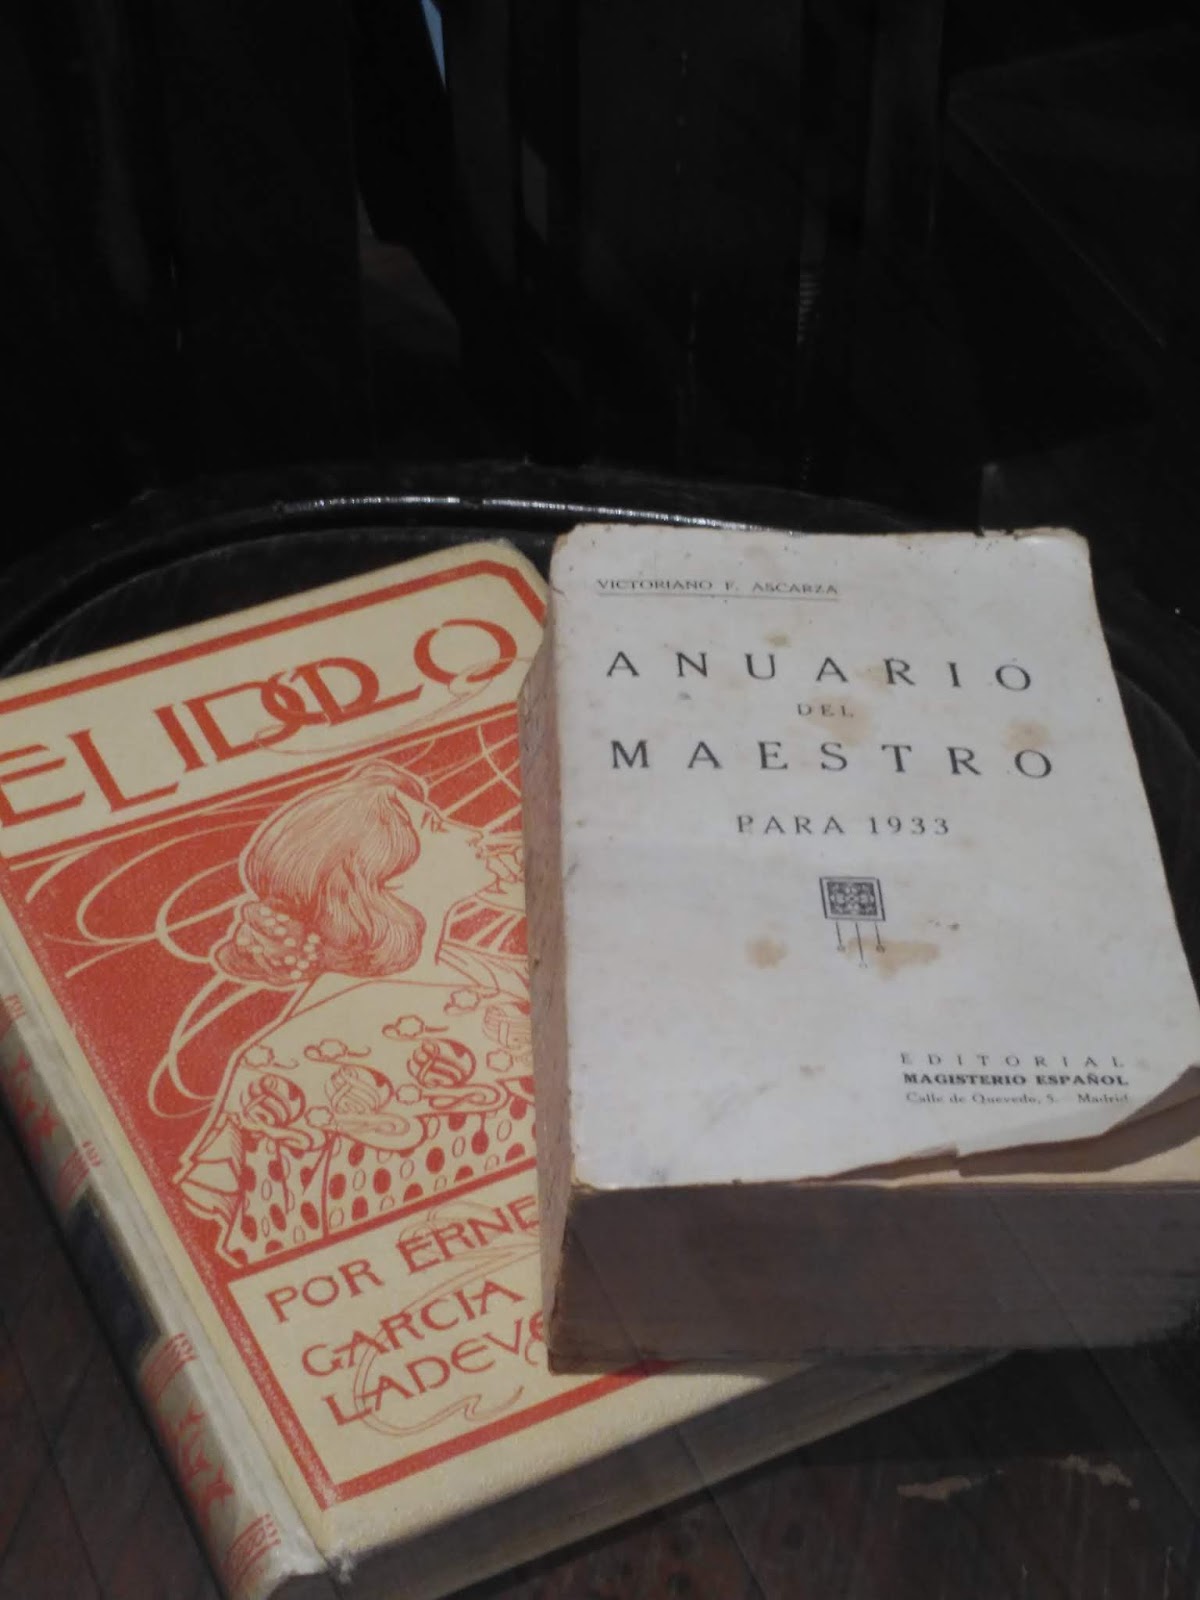 EL IDOLO
POR ERNE
GARCIA
LADEVE
VICTORIANO F. ASCARZA
ANUARIO
DEL
MAESTRO
PARA 1933
EDITORIAL
MAGISTERIO ESPAÑOL
Calle de Quevedo, 5. Madrid